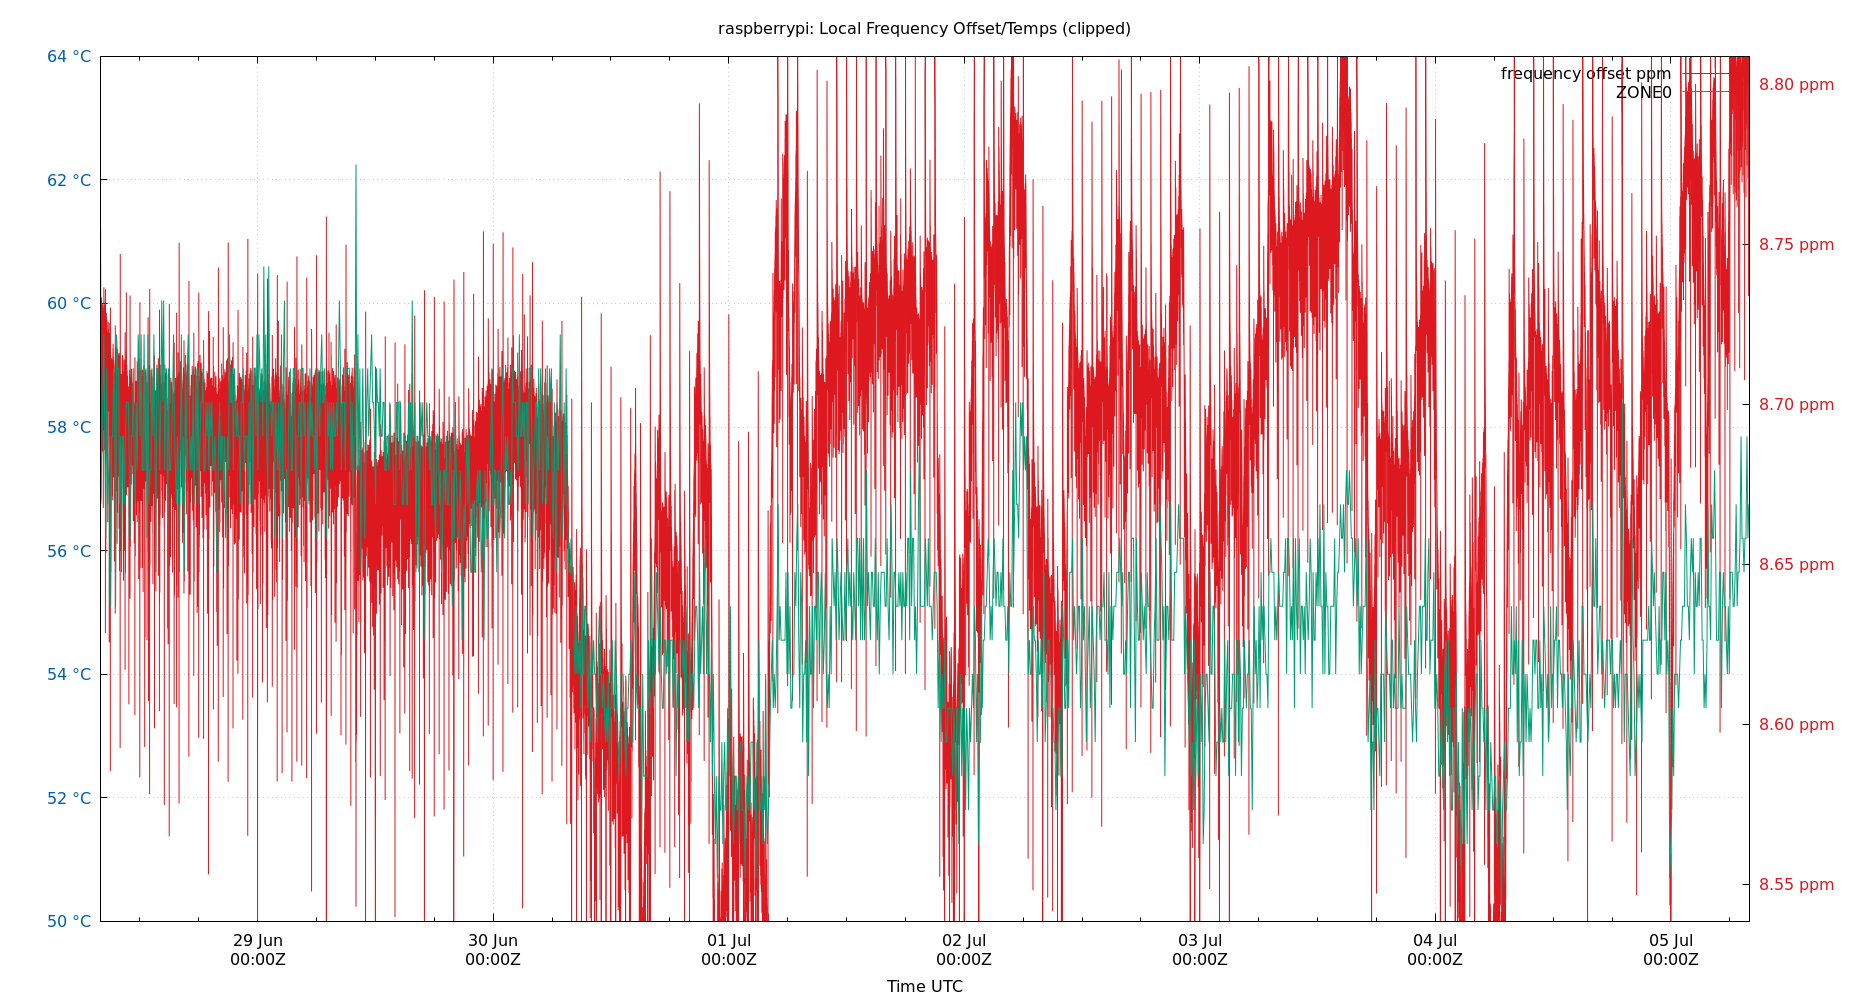 raspberrypi: Local Frequency Offset/Temps (clipped)
64 °C
62 °C
60 °C
58 °C
56 °C
54 °C
52 °C
50 °C
frequency offset ppm
ZONE0
8.80 ppm
8.75 ppm
8.70 ppm
8.65 ppm
8.60 ppm
8.55 ppm
29 Jun 30 Jun 01 Jul 02 Jul 03 Jul 04 Jul 05 Jul
00:00Z 00:00Z 00:00Z 00:00Z 00:00Z 00:00Z 00:00Z
Time UTC